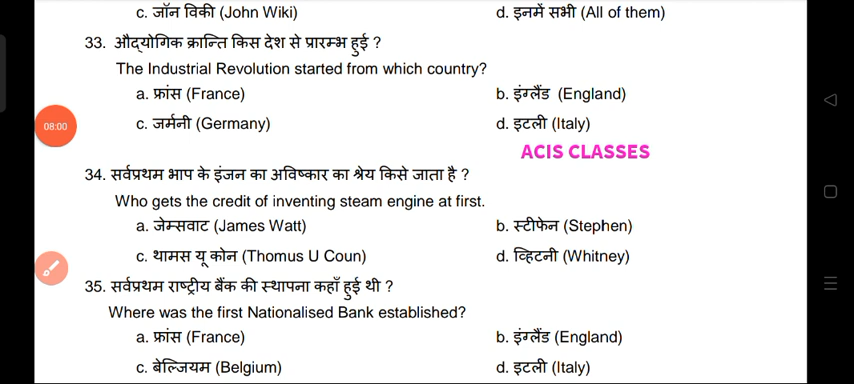 c. जॉन विकी (John Wiki) d. इनमें सभी (All of them)
33. औद्योगिक क्रान्ति किस देश से प्रारम्भ हुई ?
The Industrial Revolution started from which country?
a. फ्रांस (France) b. इंग्लैंड (England)
08:00
c. जर्मनी (Germany) d. इटली (Italy)
ACIS CLASSES
34. सर्वप्रथम भाप के इंजन का अविष्कार का श्रेय किसे जाता है ?
Who gets the credit of inventing steam engine at first.
a. जेम्सवाट (James Watt) b. स्टीफेन (Stephen)
c. थामस यू कोन (Thomus U Coun) d. व्हिटनी (Whitney)
35. सर्वप्रथम राष्ट्रीय बैंक की स्थापना कहाँ हुई थी ?
Where was the first Nationalised Bank established?
a. फ्रांस (France) b. इंग्लैंड (England)
c. बेल्जियम (Belgium) d. इटली (Italy)